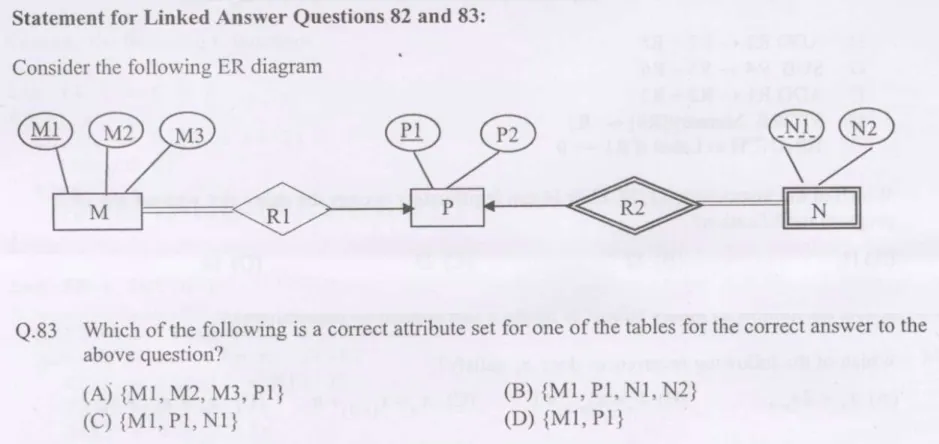 Statement for Linked Answer Questions 82 and 83:
Consider the following ER diagram
M1 M2 M3 P1 P2 N1 N2
M R1 R2 N
Q.83 Which of the following is a correct attribute set for one of the tables for the correct answer to the
above question?
(A) {M1, M2, M3, P1} (B) {M1, P1, N1, N2}
(C) {M1, P1, N1} (D) {M1, P1}